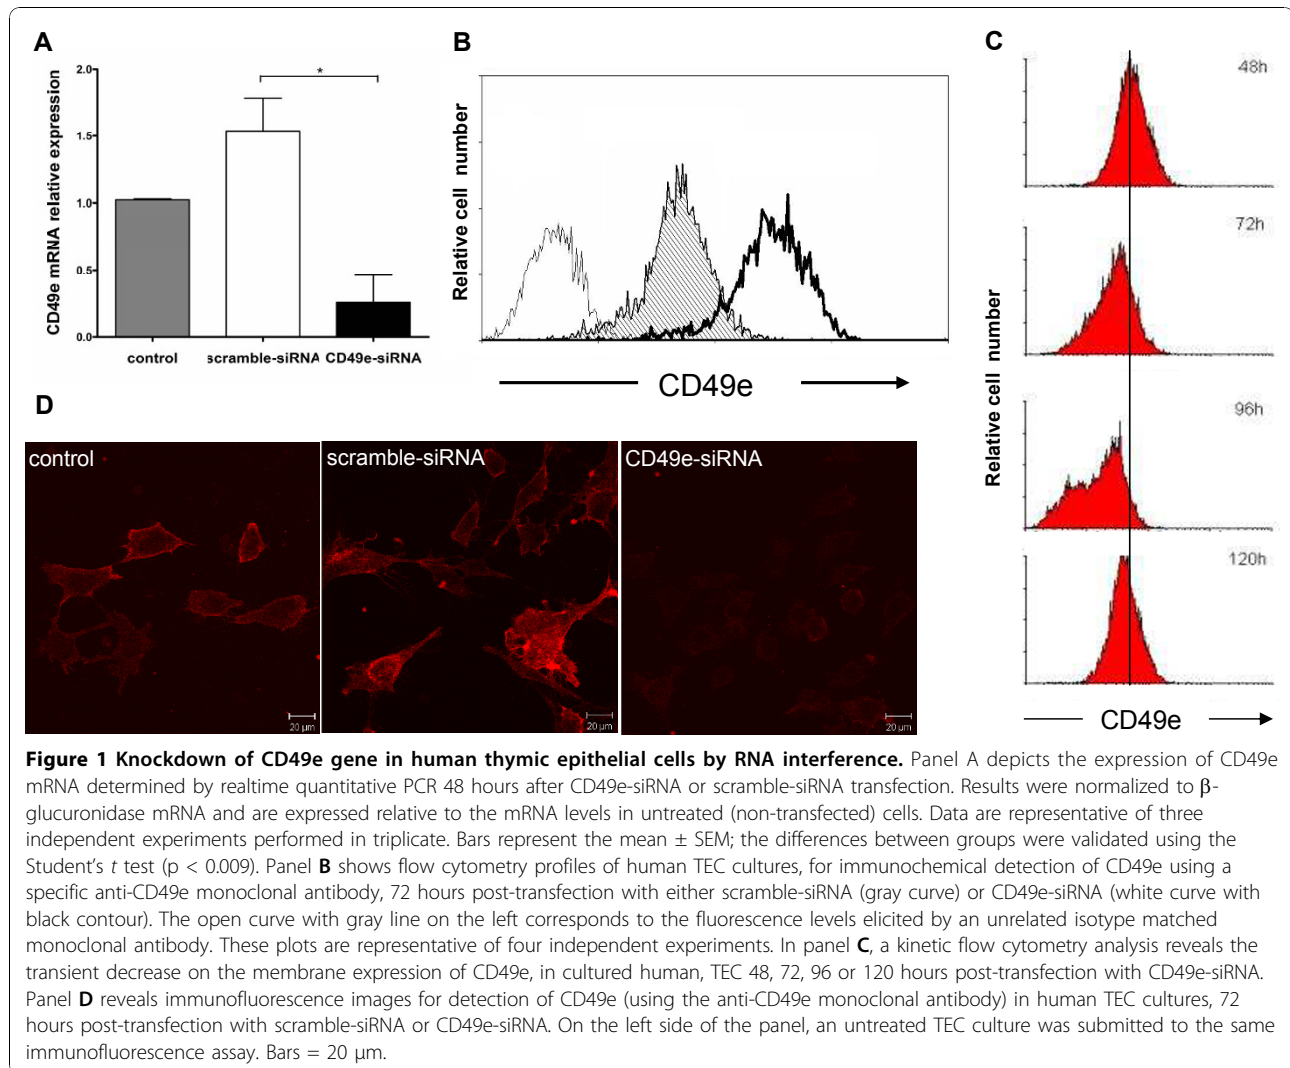 A
CD49e mRNA relative expression
2.0
1.5
1.0
0.5
0.0
*
control
scramble-siRNA
CD49e-siRNA
B
Relative cell number
CD49e
C
48h
72h
96h
120h
Relative cell number
CD49e
D
control
scramble-siRNA
CD49e-siRNA
20 µm
20 µm
20 µm
Figure 1 Knockdown of CD49e gene in human thymic epithelial cells by RNA interference. Panel A depicts the expression of CD49e
mRNA determined by realtime quantitative PCR 48 hours after CD49e-siRNA or scramble-siRNA transfection. Results were normalized to β-
glucuronidase mRNA and are expressed relative to the mRNA levels in untreated (non-transfected) cells. Data are representative of three
independent experiments performed in triplicate. Bars represent the mean ± SEM; the differences between groups were validated using the
Student's t test (p < 0.009). Panel B shows flow cytometry profiles of human TEC cultures, for immunochemical detection of CD49e using a
specific anti-CD49e monoclonal antibody, 72 hours post-transfection with either scramble-siRNA (gray curve) or CD49e-siRNA (white curve with
black contour). The open curve with gray line on the left corresponds to the fluorescence levels elicited by an unrelated isotype matched
monoclonal antibody. These plots are representative of four independent experiments. In panel C, a kinetic flow cytometry analysis reveals the
transient decrease on the membrane expression of CD49e, in cultured human, TEC 48, 72, 96 or 120 hours post-transfection with CD49e-siRNA.
Panel D reveals immunofluorescence images for detection of CD49e (using the anti-CD49e monoclonal antibody) in human TEC cultures, 72
hours post-transfection with scramble-siRNA or CD49e-siRNA. On the left side of the panel, an untreated TEC culture was submitted to the same
immunofluorescence assay. Bars = 20 µm.